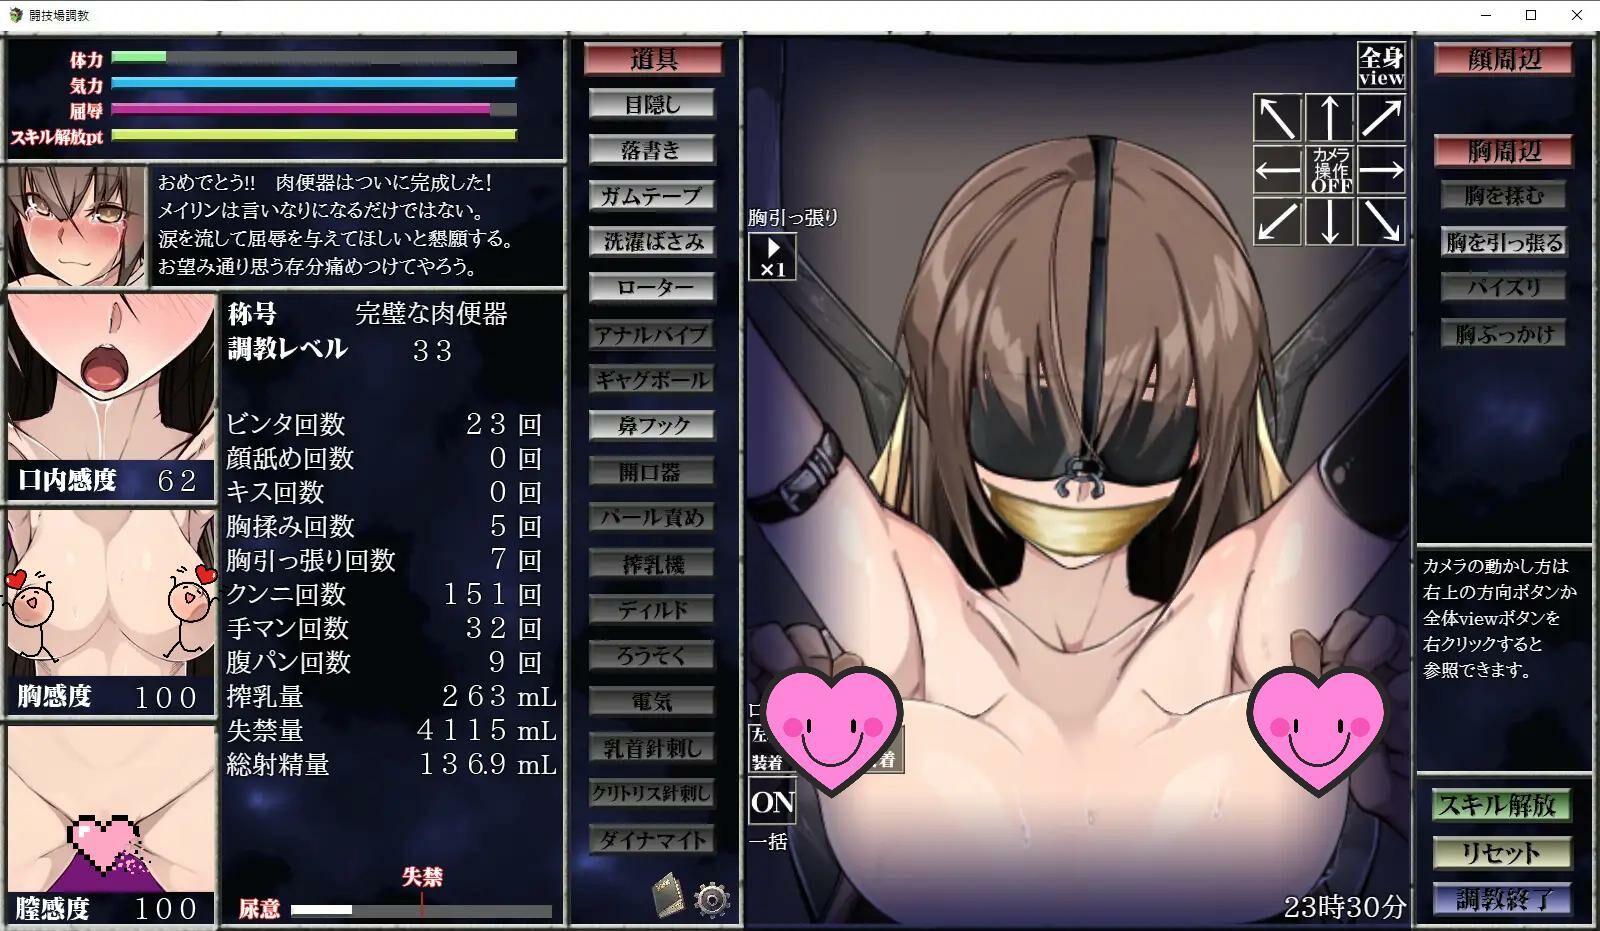 闘技場調教
体力
気力
屈辱
スキル解放pt
おめでとう!! 肉便器はついに完成した!
メイリンは言いなりになるだけではない。
涙を流して屈辱を与えてほしいと懇願する。
お望み通り思う存分痛めつけてやろう。
称号 完璧な肉便器
調教レベル 33
口内感度 62
胸感度 100
膣感度 100
ビンタ回数 23回
顔舐め回数 0回
キス回数 0回
胸揉み回数 5回
胸引っ張り回数 7回
クンニ回数 151回
手マン回数 32回
腹パン回数 9回
搾乳量 263mL
失禁量 4115mL
総射精量 136.9mL
失禁
尿意
道具
目隠し
落書き
ガムテープ
洗濯ばさみ
ローター
アナルバイブ
ギャグボール
鼻フック
開口器
パール責め
搾乳機
ディルド
ろうそく
電気
乳首針刺し
クリトリス針刺し
ダイナマイト
胸引っ張り
×1
装着
着
ON
一括
全身
view
カメラ
操作
OFF
23時30分
顔周辺
胸周辺
胸を揉む
胸を引っ張る
パイズリ
胸ぶっかけ
カメラの動かし方は
右上の方向ボタンか
全体viewボタンを
右クリックすると
参照できます。
スキル解放
リセット
調教終了